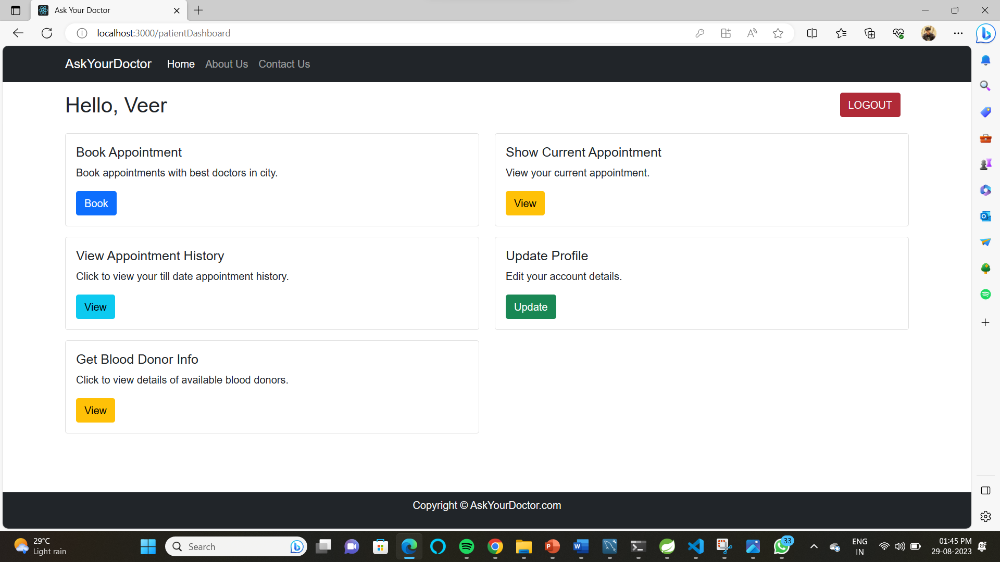 Ask Your Doctor
localhost:3000/patientDashboard
AskYourDoctor Home About Us Contact Us
Hello, Veer
LOGOUT
Book Appointment
Book appointments with best doctors in city.
Book
Show Current Appointment
View your current appointment.
View
View Appointment History
Click to view your till date appointment history.
View
Update Profile
Edit your account details.
Update
Get Blood Donor Info
Click to view details of available blood donors.
View
Copyright © AskYourDoctor.com
29°C
Light rain
Search
33
ENG
IN
01:45 PM
29-08-2023